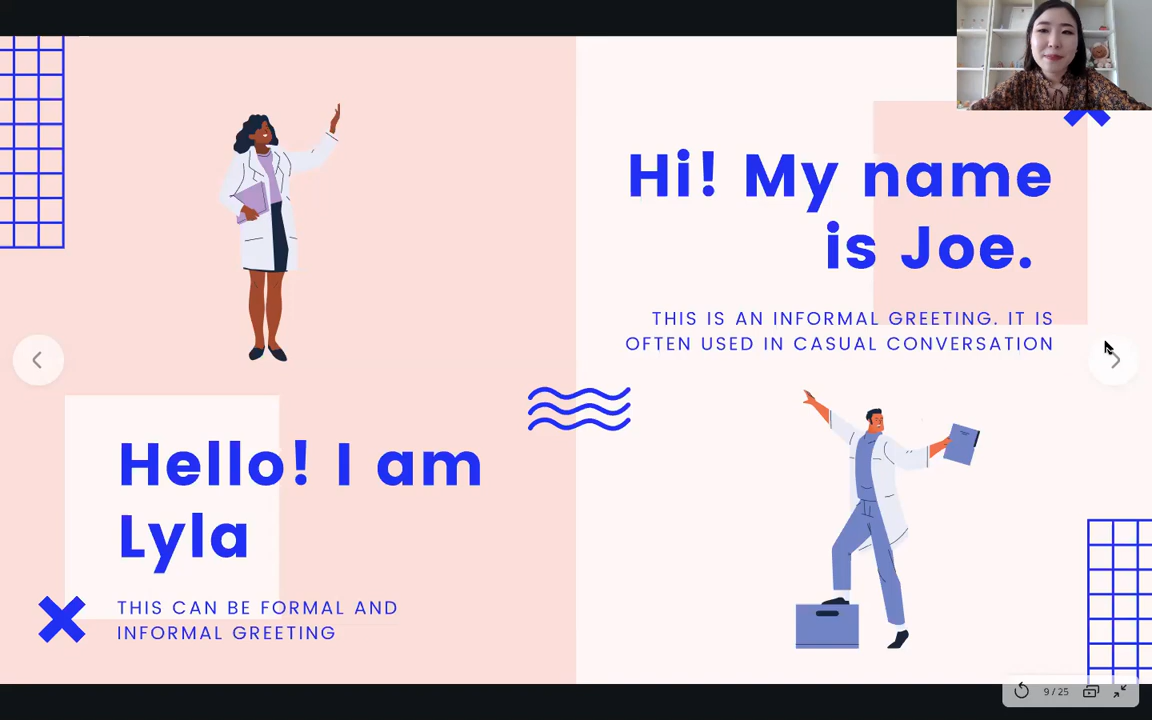 Hello! I am
Lyla
THIS CAN BE FORMAL AND
INFORMAL GREETING
Hi! My name
is Joe.
THIS IS AN INFORMAL GREETING. IT IS
OFTEN USED IN CASUAL CONVERSATION
9 / 25